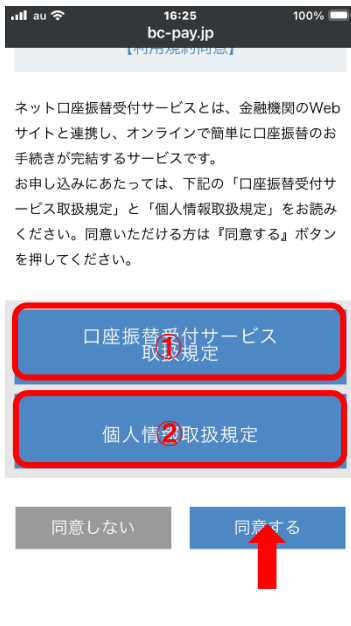 au
16:25
100%
bc-pay.jp
【利用規約同意】
ネット口座振替受付サービスとは、金融機関のWeb
サイトと連携し、オンラインで簡単に口座振替のお
手続きが完結するサービスです。
お申し込みにあたっては、下記の「口座振替受付サ
ービス取扱規定」と「個人情報取扱規定」をお読み
ください。同意いただける方は『同意する』ボタン
を押してください。
口座振替受付サービス
①
取扱規定
②
個人情報取扱規定
同意しない
同意する